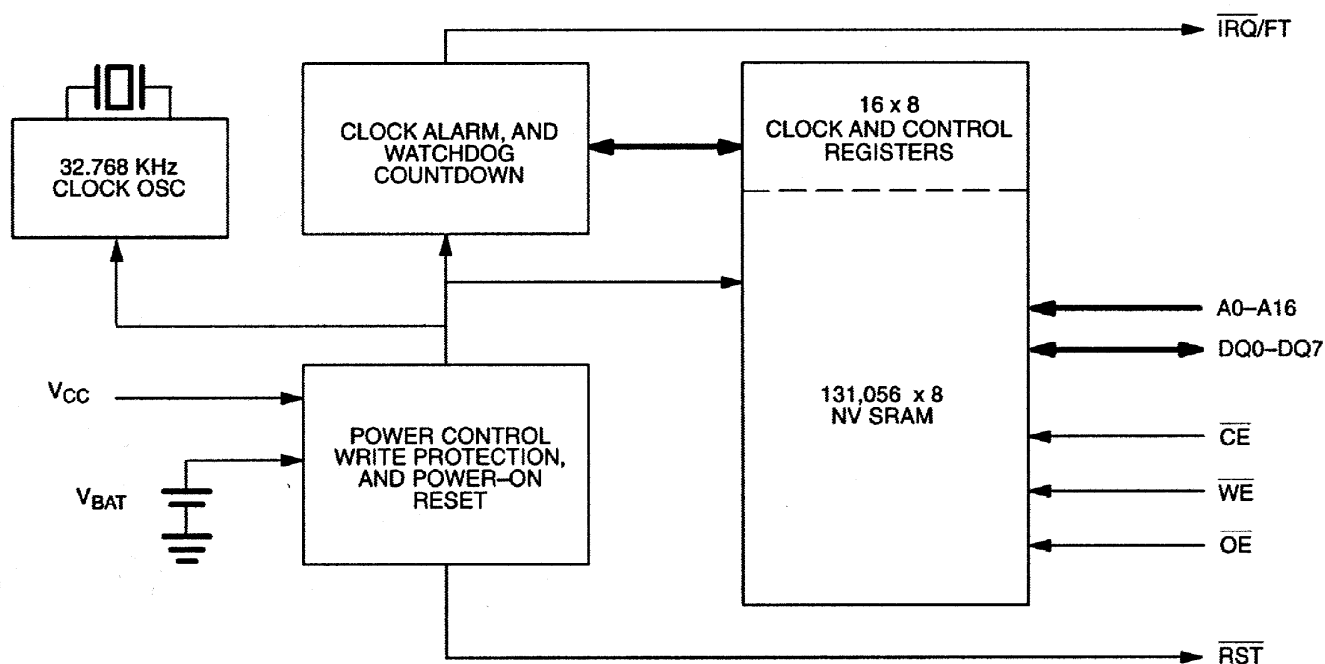 IRQ/FT
16 x 8
CLOCK AND CONTROL
REGISTERS
CLOCK ALARM, AND
WATCHDOG
COUNTDOWN
32.768 KHz
CLOCK OSC
A0–A16
DQ0–DQ7
VCC
131,056 x 8
NV SRAM
POWER CONTROL
WRITE PROTECTION,
AND POWER–ON
RESET
CE
VBAT
WE
OE
RST